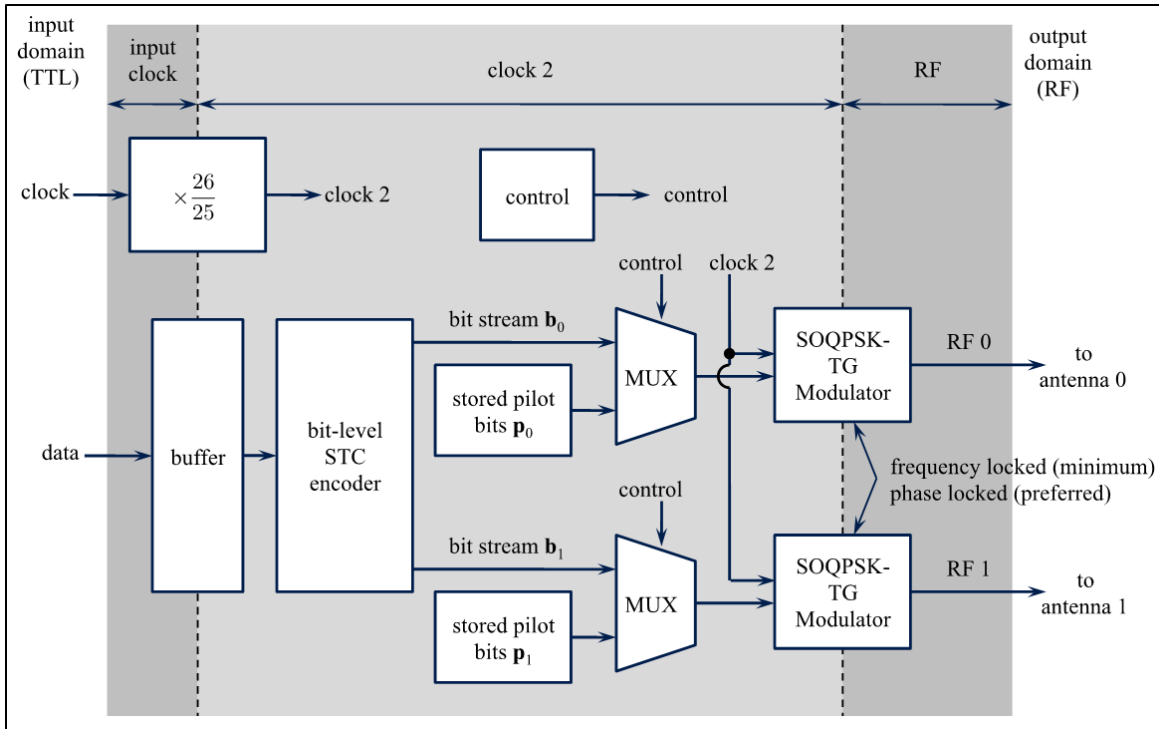 input
domain
(TTL)
input
clock
clock 2
RF
output
domain
(RF)
clock
× 26/25
clock 2
control
control
control
clock 2
bit stream b₀
MUX
SOQPSK-
TG
Modulator
RF 0
to
antenna 0
stored pilot
bits p₀
data
buffer
bit-level
STC
encoder
frequency locked (minimum)
phase locked (preferred)
control
bit stream b₁
MUX
SOQPSK-
TG
Modulator
RF 1
to
antenna 1
stored pilot
bits p₁